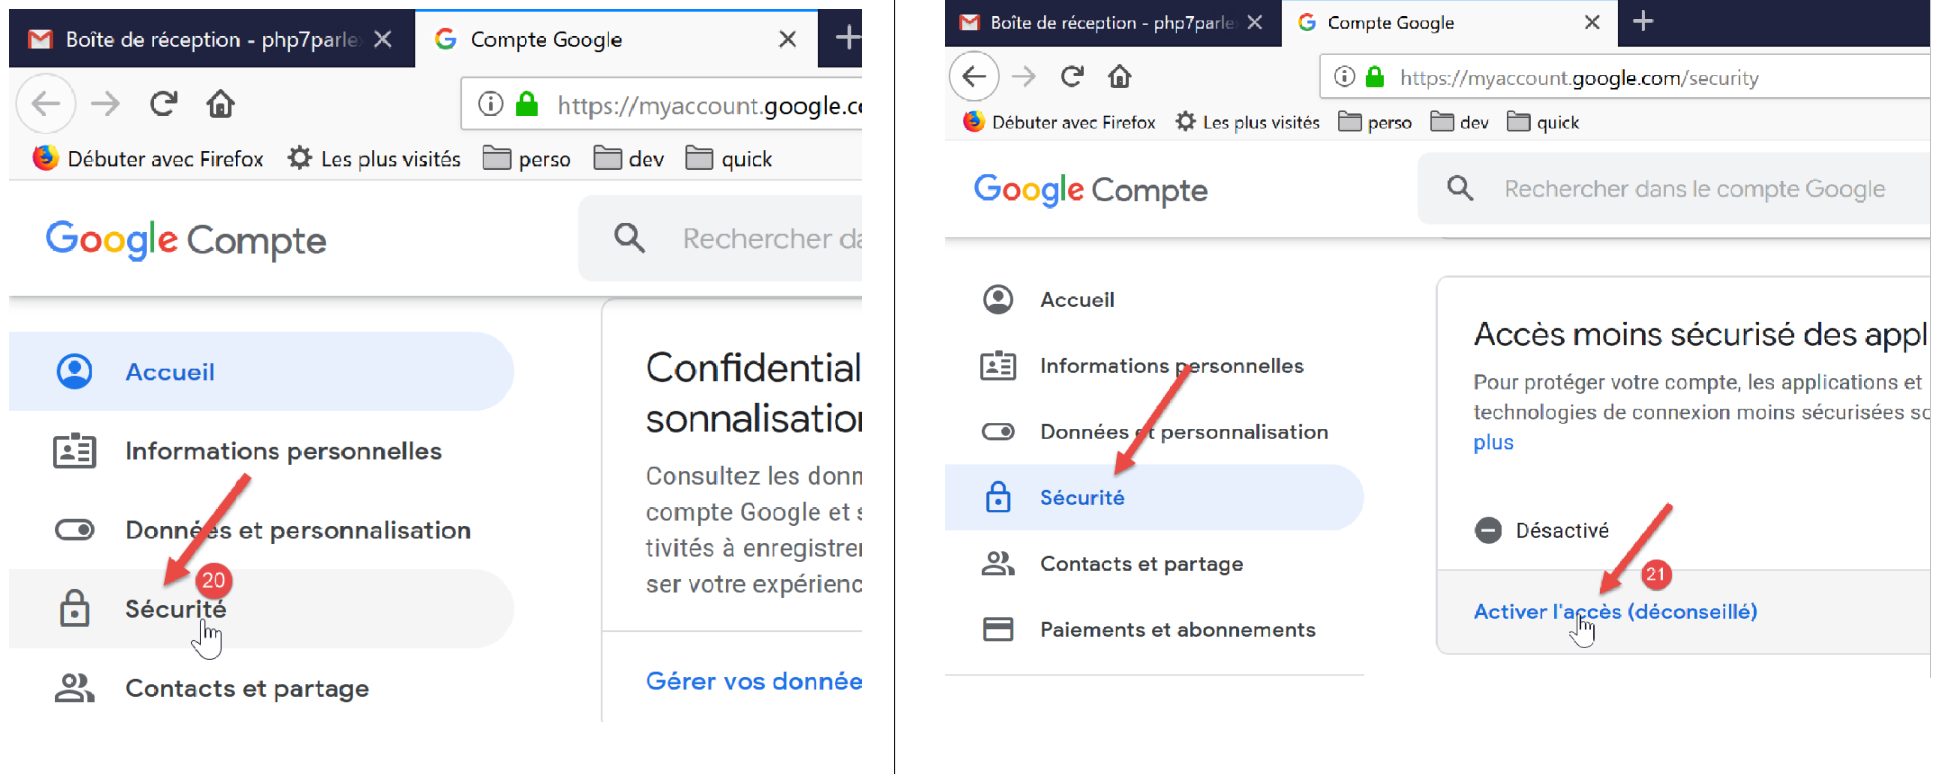 Boîte de réception - php7parle
Compte Google
https://myaccount.google.c
Débuter avec Firefox
Les plus visités
perso
dev
quick
Google Compte
Rechercher d
Accueil
Informations personnelles
Données et personnalisation
20
Sécurité
Contacts et partage
Confidential
sonnalisation
Consultez les donn
compte Google et s
tivités à enregistrer
ser votre expérienc
Gérer vos donnée
Boîte de réception - php7parle
Compte Google
https://myaccount.google.com/security
Débuter avec Firefox
Les plus visités
perso
dev
quick
Google Compte
Rechercher dans le compte Google
Accueil
Informations personnelles
Données et personnalisation
Sécurité
Contacts et partage
Paiements et abonnements
Accès moins sécurisé des appl
Pour protéger votre compte, les applications et
technologies de connexion moins sécurisées so
plus
Désactivé
21
Activer l'accès (déconseillé)